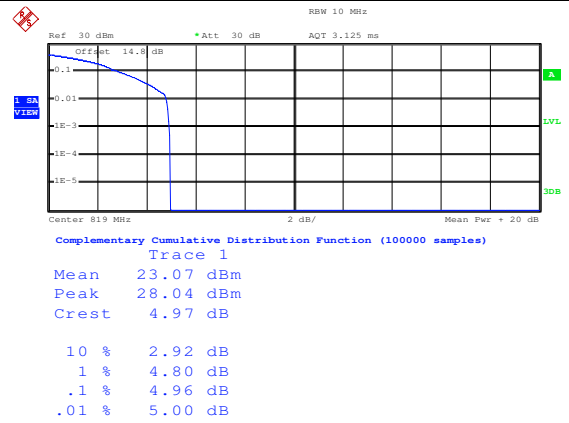 RBW 10 MHz
Ref 30 dBm *Att 30 dB AQT 3.125 ms
Offset 14.8 dB
0.1
A
0.01
1 SA
VIEW
1E-3
LVL
1E-4
1E-5
3DB
Center 819 MHz 2 dB/ Mean Pwr + 20 dB
Complementary Cumulative Distribution Function (100000 samples)
Trace 1
Mean 23.07 dBm
Peak 28.04 dBm
Crest 4.97 dB
10 % 2.92 dB
1 % 4.80 dB
.1 % 4.96 dB
.01 % 5.00 dB